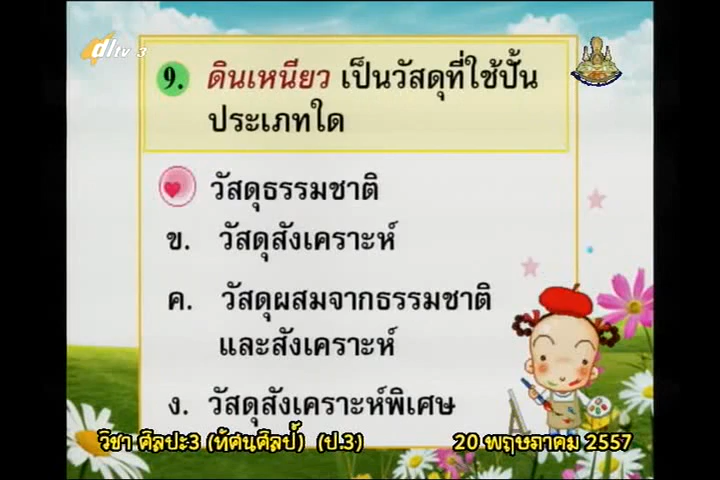 dltv 3
9. ดินเหนียว เป็นวัสดุที่ใช้ปั้น
ประเภทใด
วัสดุธรรมชาติ
ข. วัสดุสังเคราะห์
ค. วัสดุผสมจากธรรมชาติ
และสังเคราะห์
ง. วัสดุสังเคราะห์พิเศษ
วิชา ศิลปะ3 (ทัศนศิลป์) (ป.3) 20 พฤษภาคม 2557